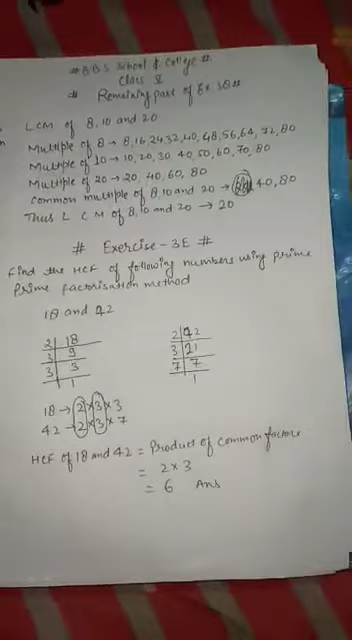 # BBS School & College #
Class V
# Remaining part of Ex 3D #
LCM of 8, 10 and 20
Multiple of 8 → 8, 16, 24, 32, 40, 48, 56, 64, 72, 80
Multiple of 10 → 10, 20, 30 40, 50, 60, 70, 80
Multiple of 20 → 20, 40, 60, 80
Common multiple of 8, 10 and 20 → 40, 80
Thus L C M of 8, 10 and 20 → 20
# Exercise - 3E #
Find the HCF of following numbers using prime
prime factorisation method
18 and 42
2 | 18
3 | 9
3 | 3
1
2 | 42
3 | 21
7 | 7
1
18 → 2 × 3 × 3
42 → 2 × 3 × 7
HCF of 18 and 42 = Product of common factors
= 2 × 3
= 6 Ans